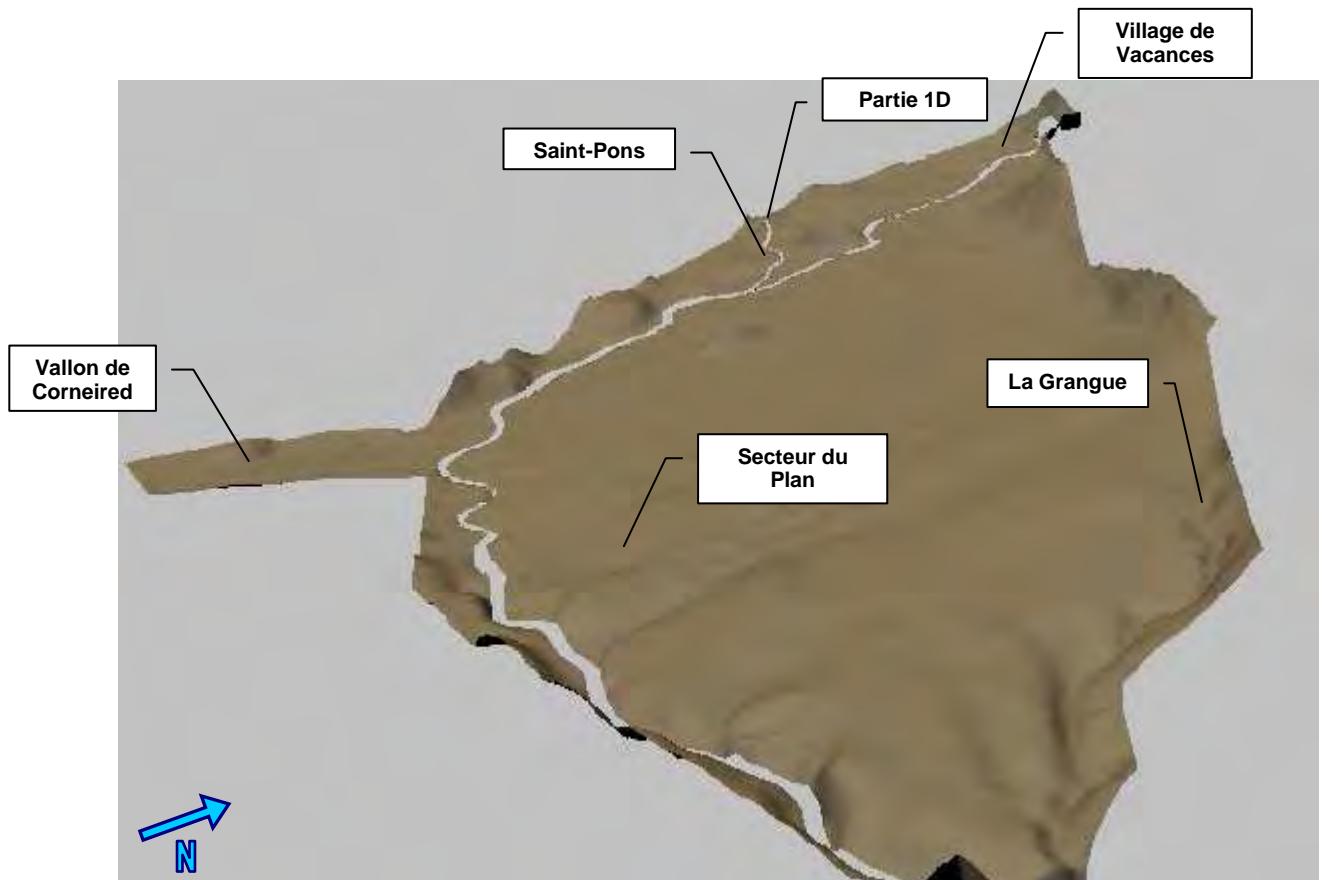 Village de
Vacances
Partie 1D
Saint-Pons
Vallon de
Corneired
La Grangue
Secteur du
Plan
N